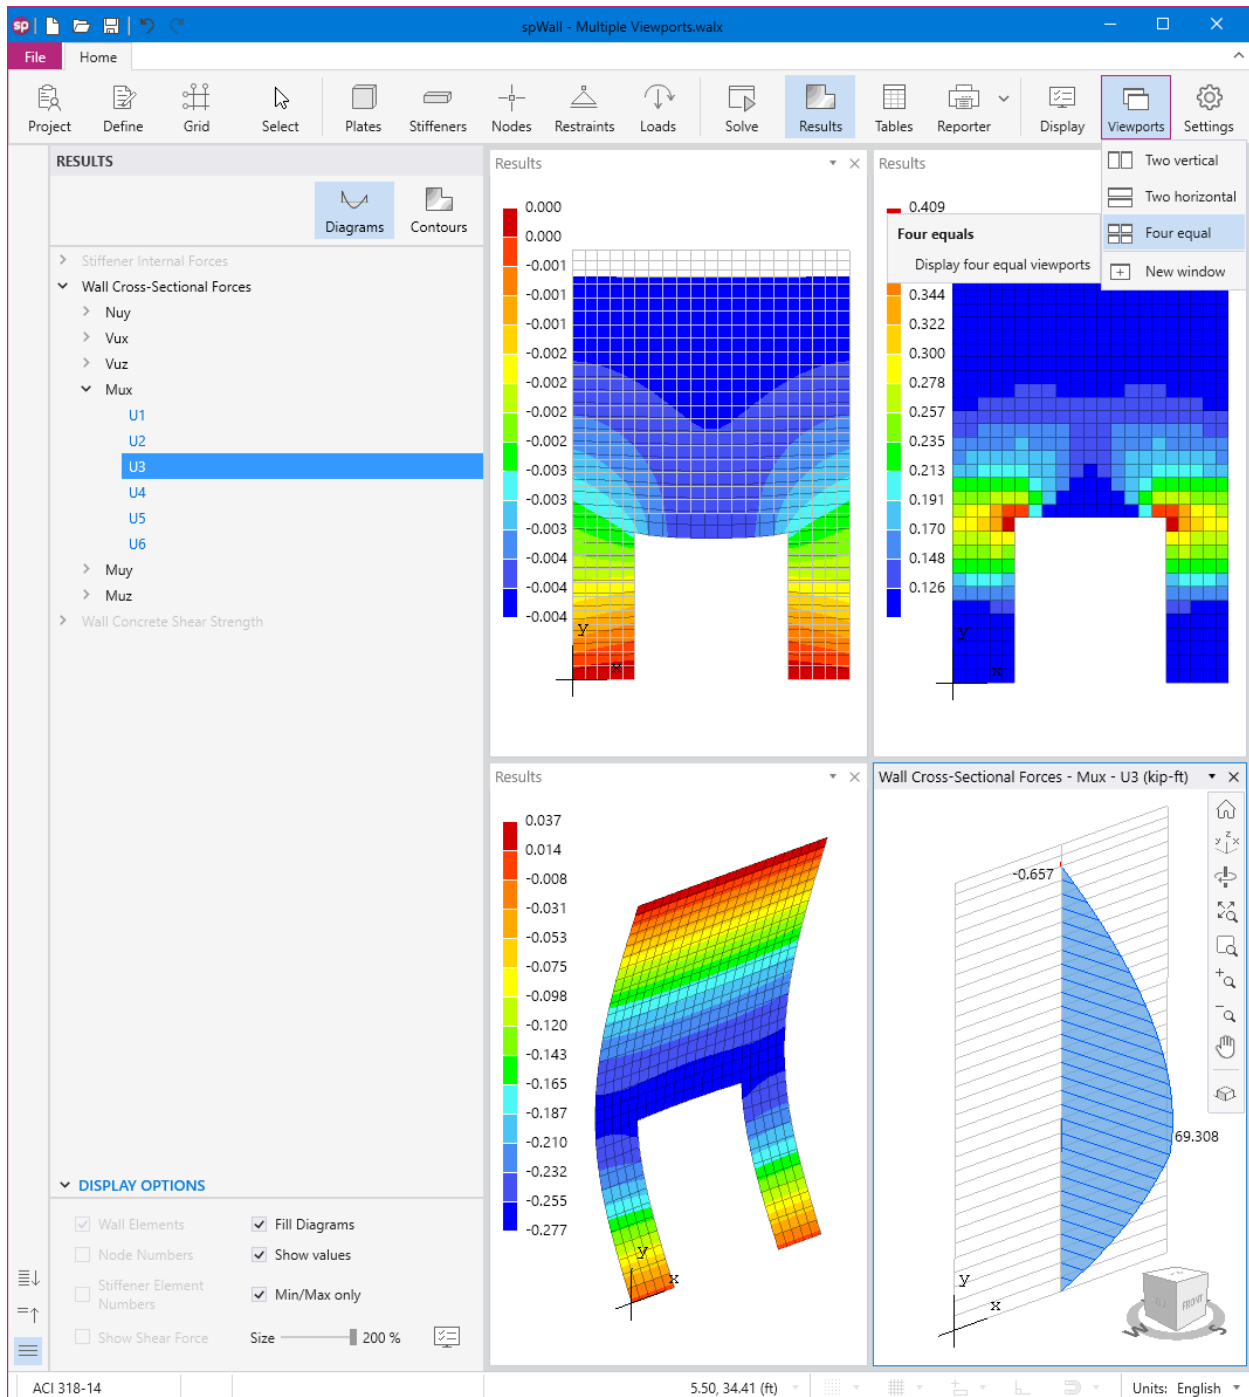 sp
spWall - Multiple Viewports.walx
File
Home
Project
Define
Grid
Select
Plates
Stiffeners
Nodes
Restraints
Loads
Solve
Results
Tables
Reporter
Display
Viewports
Settings
Two vertical
Two horizontal
Four equal
New window
Four equals
Display four equal viewports
RESULTS
Diagrams
Contours
Stiffener Internal Forces
Wall Cross-Sectional Forces
Nuy
Vux
Vuz
Mux
U1
U2
U3
U4
U5
U6
Muy
Muz
Wall Concrete Shear Strength
DISPLAY OPTIONS
Wall Elements
Fill Diagrams
Node Numbers
Show values
Stiffener Element
Numbers
Min/Max only
Show Shear Force
Size
200 %
Results
0.000
0.000
-0.001
-0.001
-0.001
-0.002
-0.002
-0.002
-0.002
-0.003
-0.003
-0.003
-0.004
-0.004
-0.004
y
x
Results
0.409
0.344
0.322
0.300
0.278
0.257
0.235
0.213
0.191
0.170
0.148
0.126
y
x
Results
0.037
0.014
-0.008
-0.031
-0.053
-0.075
-0.098
-0.120
-0.143
-0.165
-0.187
-0.210
-0.232
-0.255
-0.277
y
x
Wall Cross-Sectional Forces - Mux - U3 (kip-ft)
y z x
-0.657
69.308
y
x
FRONT
W
S
ACI 318-14
5.50, 34.41 (ft)
Units: English